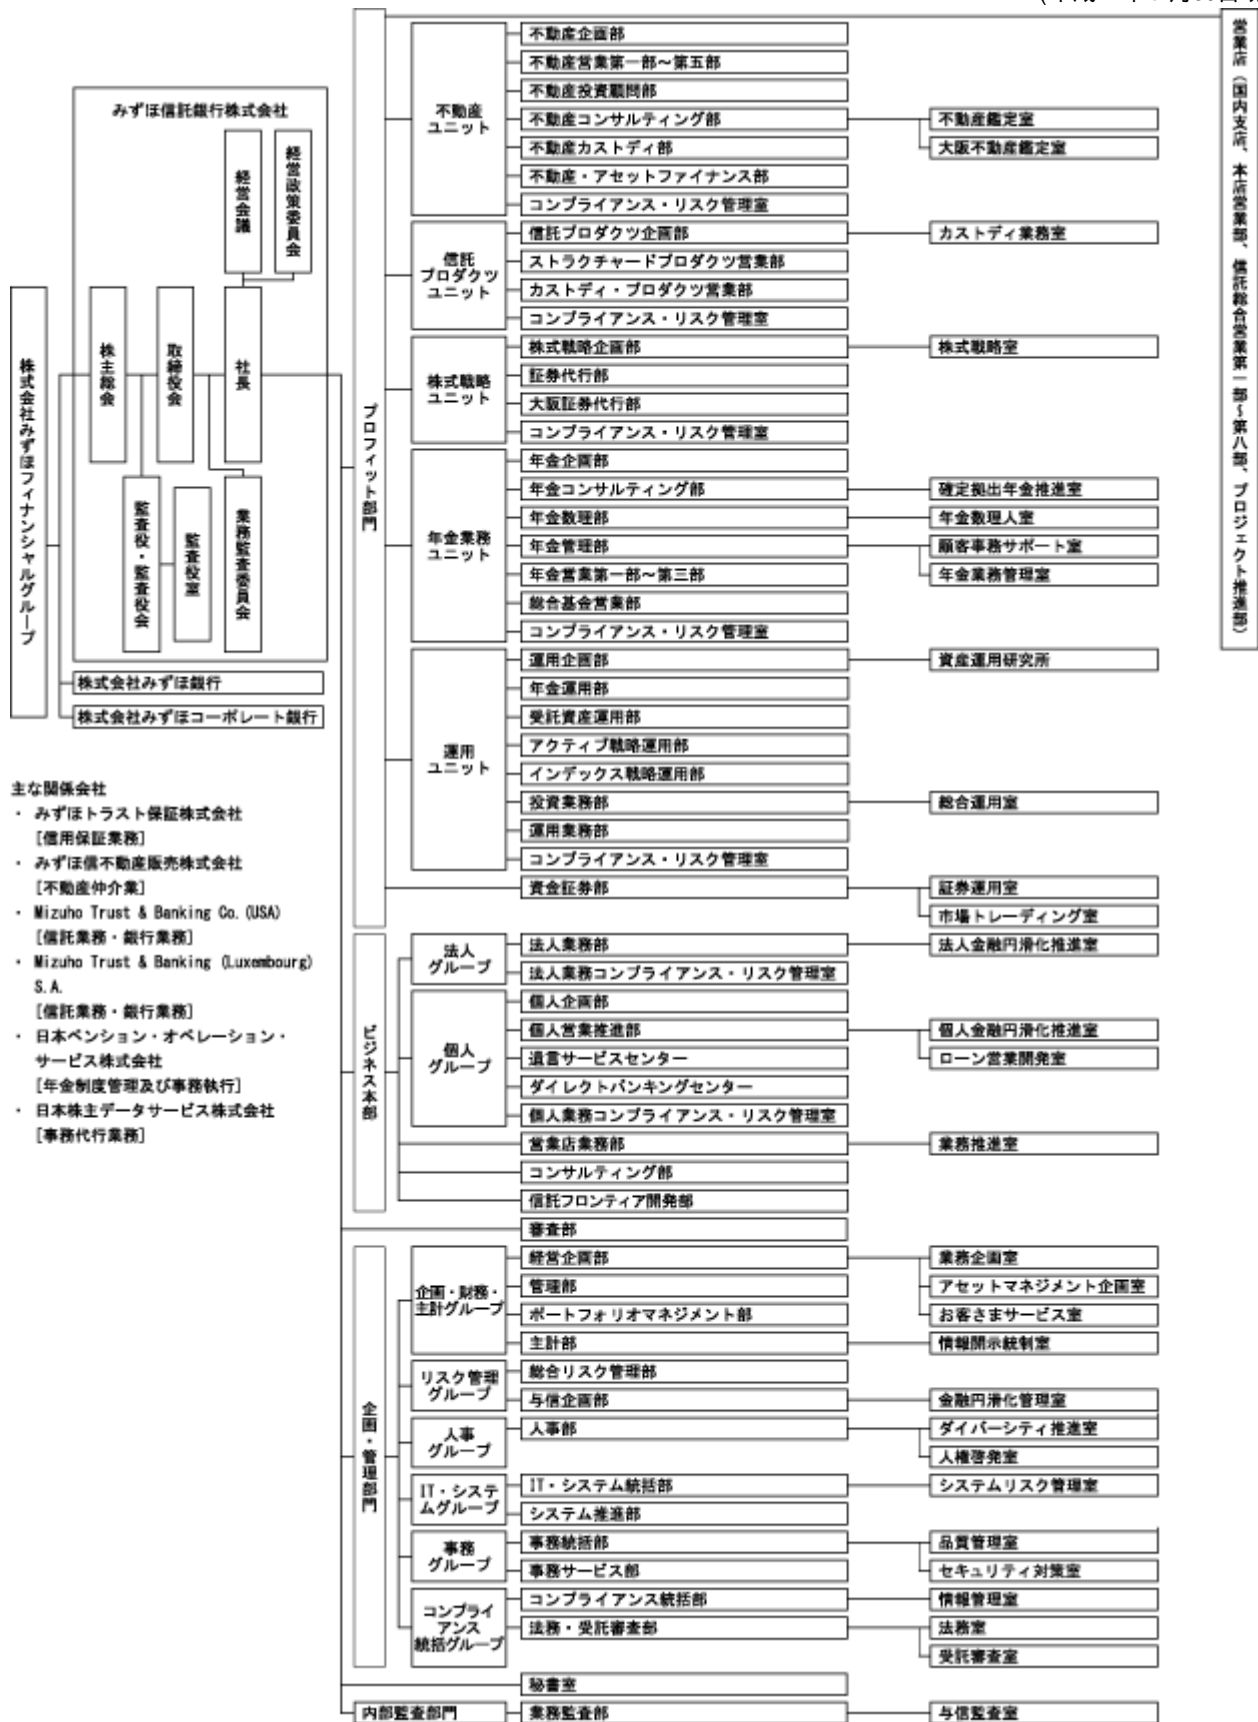 みずほ信託銀行株式会社
経営会議
経営政策委員会
株式会社みずほフィナンシャルグループ
株主総会
取締役会
社長
監査役・監査役会
監査役室
業務監査委員会
株式会社みずほ銀行
株式会社みずほコーポレート銀行
主な関係会社
・ みずほトラスト保証株式会社
[信用保証業務]
・ みずほ信不動産販売株式会社
[不動産仲介業]
・ Mizuho Trust & Banking Co.(USA)
[信託業務・銀行業務]
・ Mizuho Trust & Banking (Luxembourg)
S.A.
[信託業務・銀行業務]
・ 日本ペンション・オペレーション・
サービス株式会社
[年金制度管理及び事務執行]
・ 日本株主データサービス株式会社
[事務代行業務]
プロフィット部門
不動産
ユニット
不動産企画部
不動産営業第一部～第五部
不動産投資顧問部
不動産コンサルティング部
不動産鑑定室
大阪不動産鑑定室
不動産カストディ部
不動産・アセットファイナンス部
コンプライアンス・リスク管理室
信託
プロダクツ
ユニット
信託プロダクツ企画部
カストディ業務室
ストラクチャードプロダクツ営業部
カストディ・プロダクツ営業部
コンプライアンス・リスク管理室
株式戦略
ユニット
株式戦略企画部
株式戦略室
証券代行部
大阪証券代行部
コンプライアンス・リスク管理室
年金業務
ユニット
年金企画部
年金コンサルティング部
確定拠出年金推進室
年金数理部
年金数理人室
年金管理部
顧客事務サポート室
年金業務管理室
年金営業第一部～第三部
総合基金営業部
コンプライアンス・リスク管理室
運用
ユニット
運用企画部
資産運用研究所
年金運用部
受託資産運用部
アクティブ戦略運用部
インデックス戦略運用部
投資業務部
総合運用室
運用業務部
コンプライアンス・リスク管理室
資金証券部
証券運用室
市場トレーディング室
ビジネス本部
法人
グループ
法人業務部
法人金融円滑化推進室
法人業務コンプライアンス・リスク管理室
個人
グループ
個人企画部
個人営業推進部
個人金融円滑化推進室
ローン営業開発室
遺言サービスセンター
ダイレクトバンキングセンター
個人業務コンプライアンス・リスク管理室
営業店業務部
業務推進室
コンサルティング部
信託フロンティア開発部
審査部
企画・管理部門
企画・財務・
主計グループ
経営企画部
業務企画室
アセットマネジメント企画室
お客さまサービス室
管理部
ポートフォリオマネジメント部
主計部
情報開示統制室
リスク管理
グループ
総合リスク管理部
与信企画部
金融円滑化管理室
人事
グループ
人事部
ダイバーシティ推進室
人権啓発室
IT・システ
ムグループ
IT・システム統括部
システムリスク管理室
システム推進部
事務
グループ
事務統括部
品質管理室
セキュリティ対策室
事務サービス部
コンプライ
アンス
統括グループ
コンプライアンス統括部
情報管理室
法務・受託審査部
法務室
受託審査室
秘書室
内部監査部門
業務監査部
与信監査室
営業店（国内支店、本店営業部、信託総合営業第一部～第八部、プロジェクト推進部）